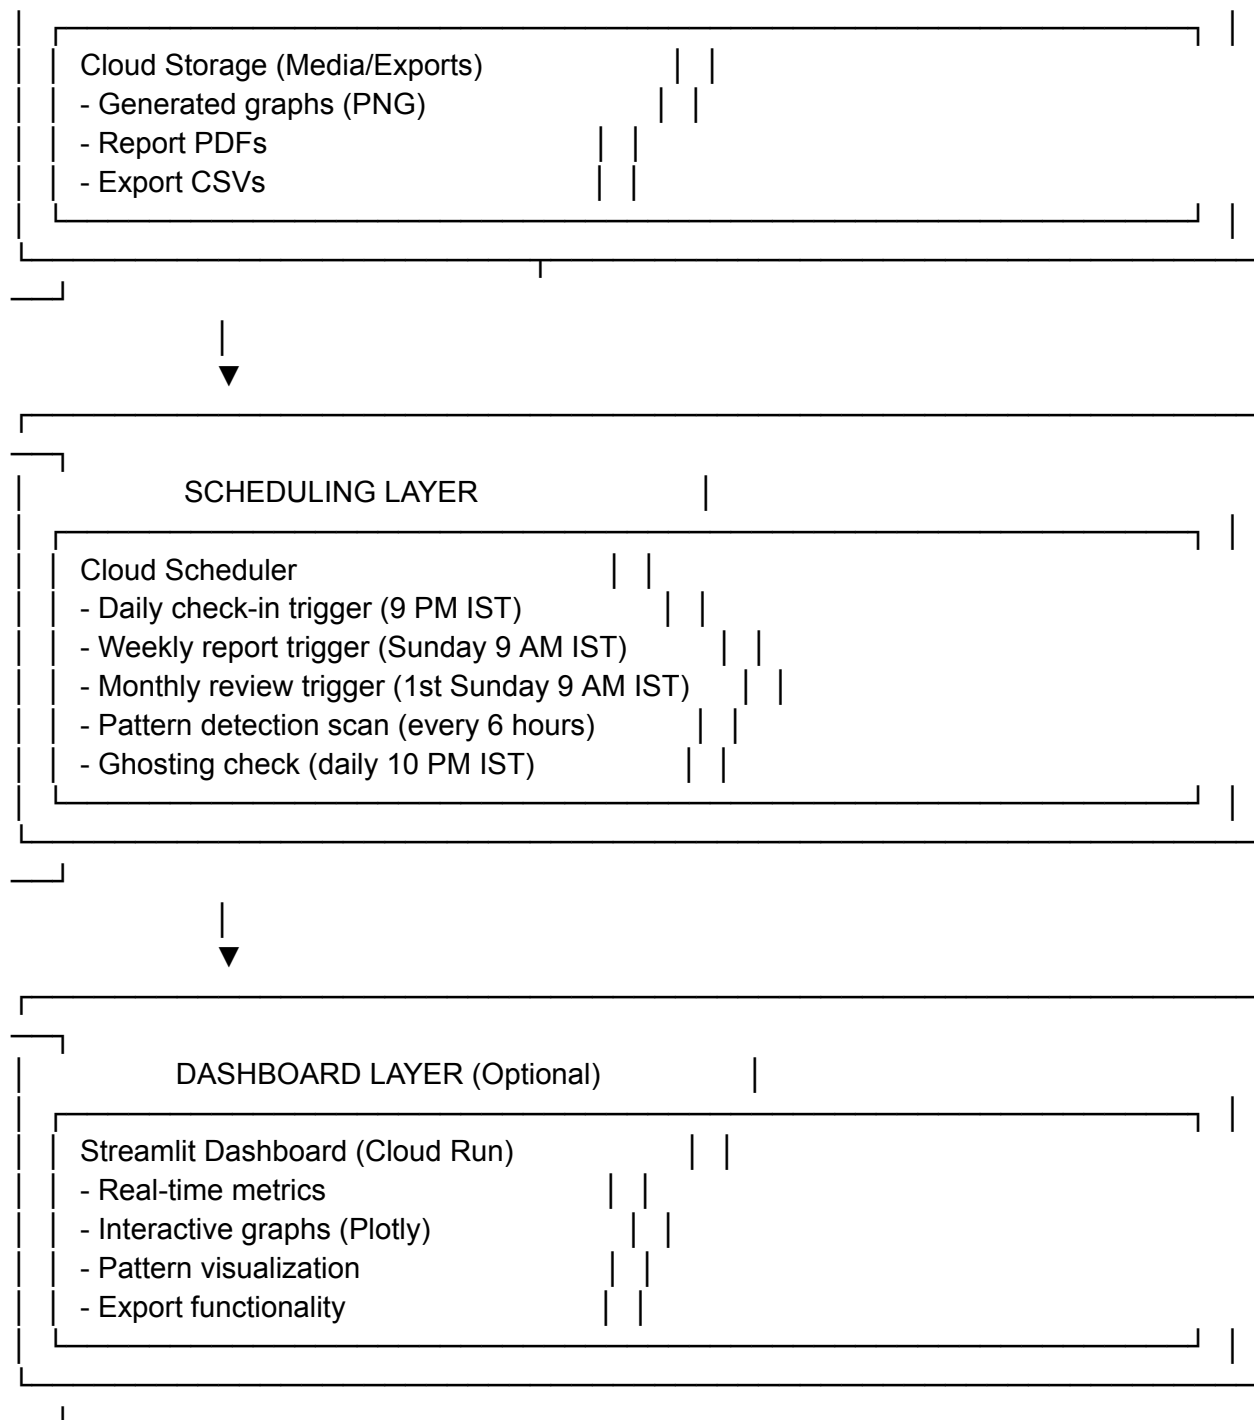 Cloud Storage (Media/Exports)
- Generated graphs (PNG)
- Report PDFs
- Export CSVs
▼
SCHEDULING LAYER
Cloud Scheduler
- Daily check-in trigger (9 PM IST)
- Weekly report trigger (Sunday 9 AM IST)
- Monthly review trigger (1st Sunday 9 AM IST)
- Pattern detection scan (every 6 hours)
- Ghosting check (daily 10 PM IST)
▼
DASHBOARD LAYER (Optional)
Streamlit Dashboard (Cloud Run)
- Real-time metrics
- Interactive graphs (Plotly)
- Pattern visualization
- Export functionality